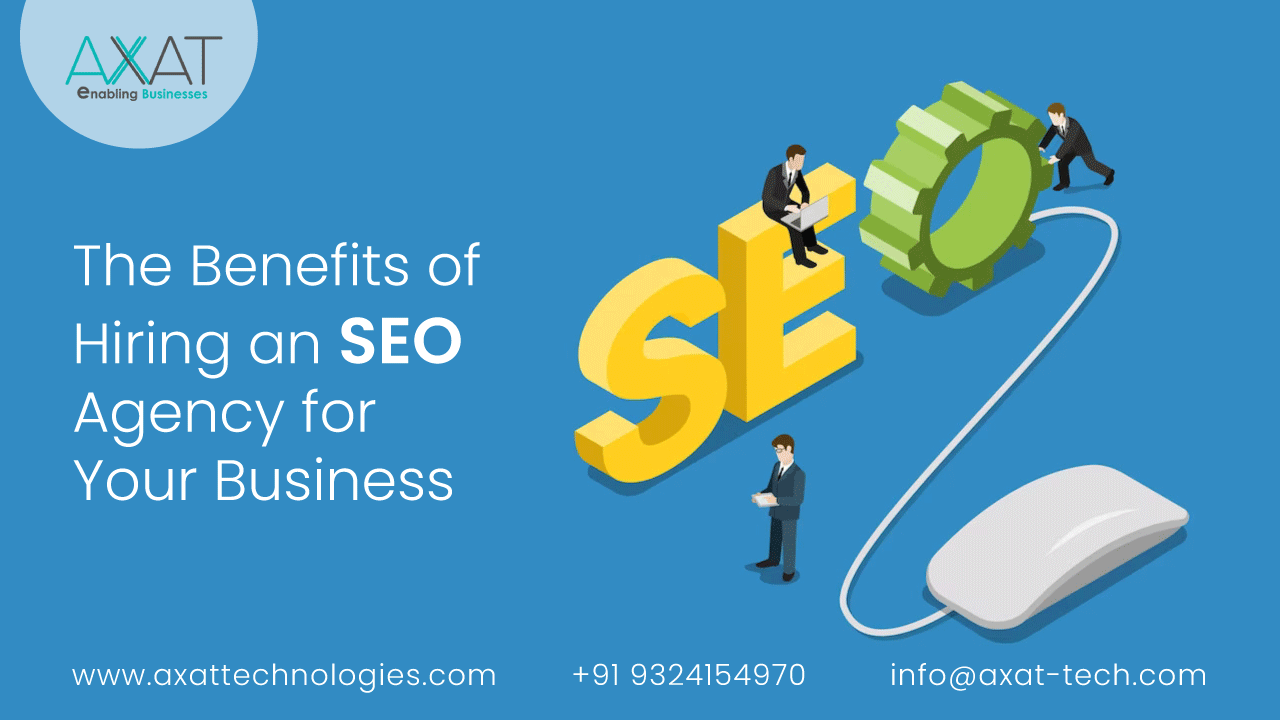 AXAT
enabling Businesses
The Benefits of
Hiring an SEO
Agency for
Your Business
SE
www.axattechnologies.com
+91 9324154970
info@axat-tech.com